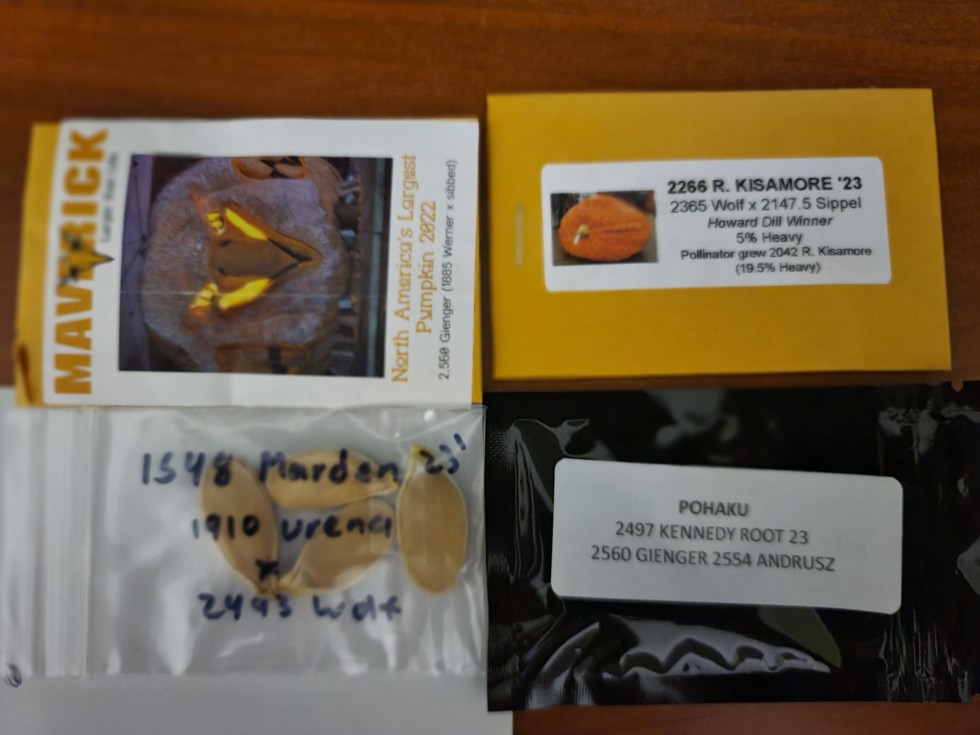 MAVERICK
North America's Largest
Pumpkin 2022
2,560 Gienger (1885 Werner x sibbed)
2266 R. KISAMORE '23
2365 Wolf x 2147.5 Sippel
Howard Dill Winner
5% Heavy
Pollinator grew 2042 R. Kisamore
(19.5% Heavy)
1548 Marden 23'
1910 Urena
x
2493 Wolf
POHAKU
2497 KENNEDY ROOT 23
2560 GIENGER 2554 ANDRUSZ